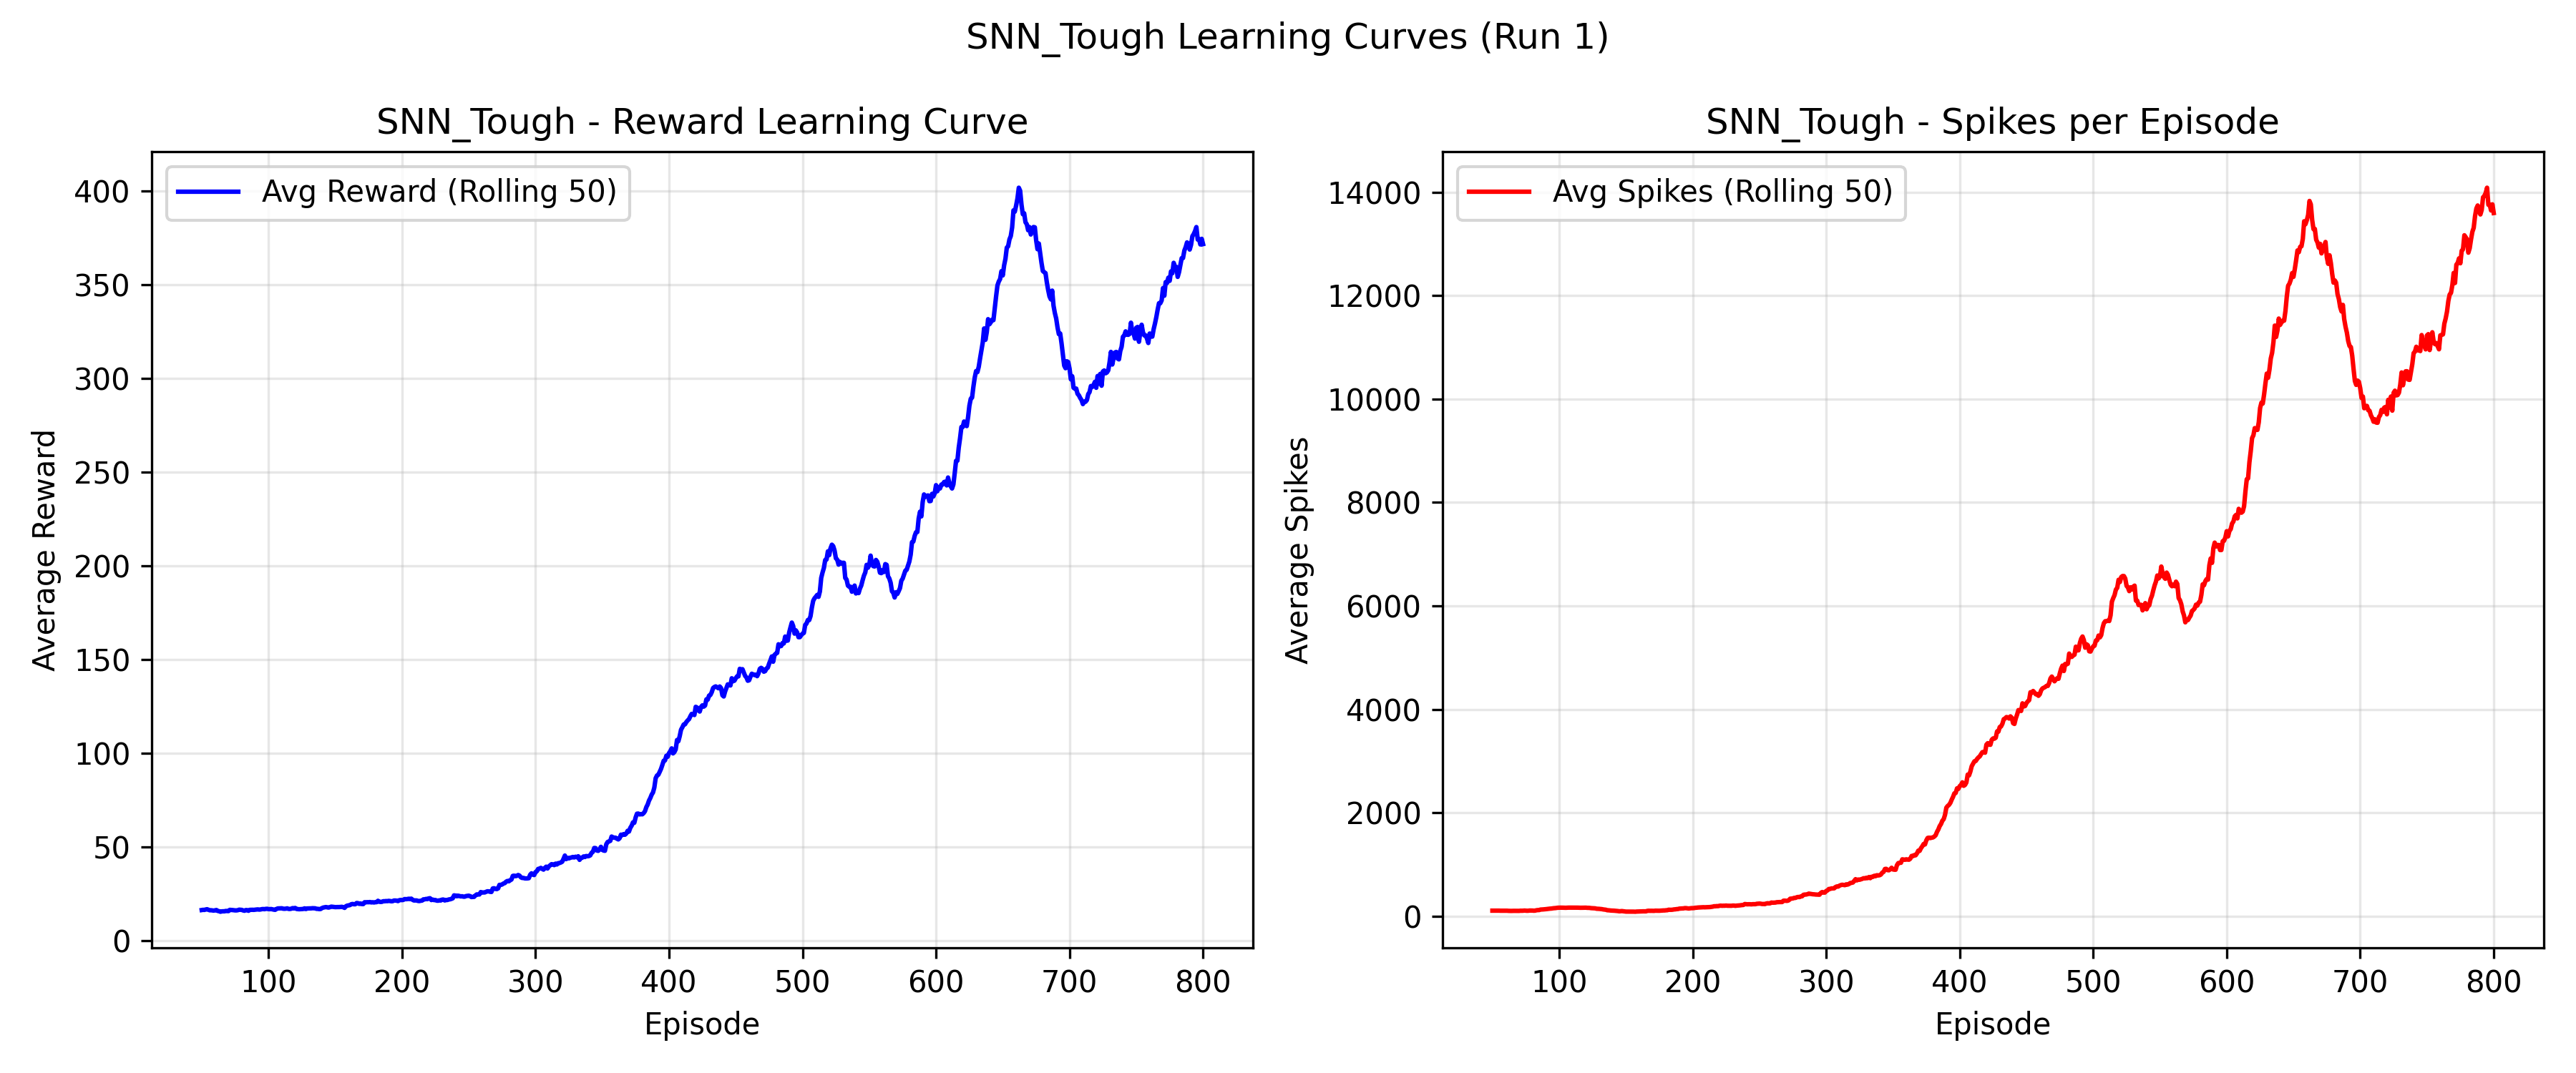 SNN_Tough Learning Curves (Run 1)
SNN_Tough - Reward Learning Curve
Avg Reward (Rolling 50)
Average Reward
400
350
300
250
200
150
100
50
0
100 200 300 400 500 600 700 800
Episode
SNN_Tough - Spikes per Episode
Avg Spikes (Rolling 50)
Average Spikes
14000
12000
10000
8000
6000
4000
2000
0
100 200 300 400 500 600 700 800
Episode